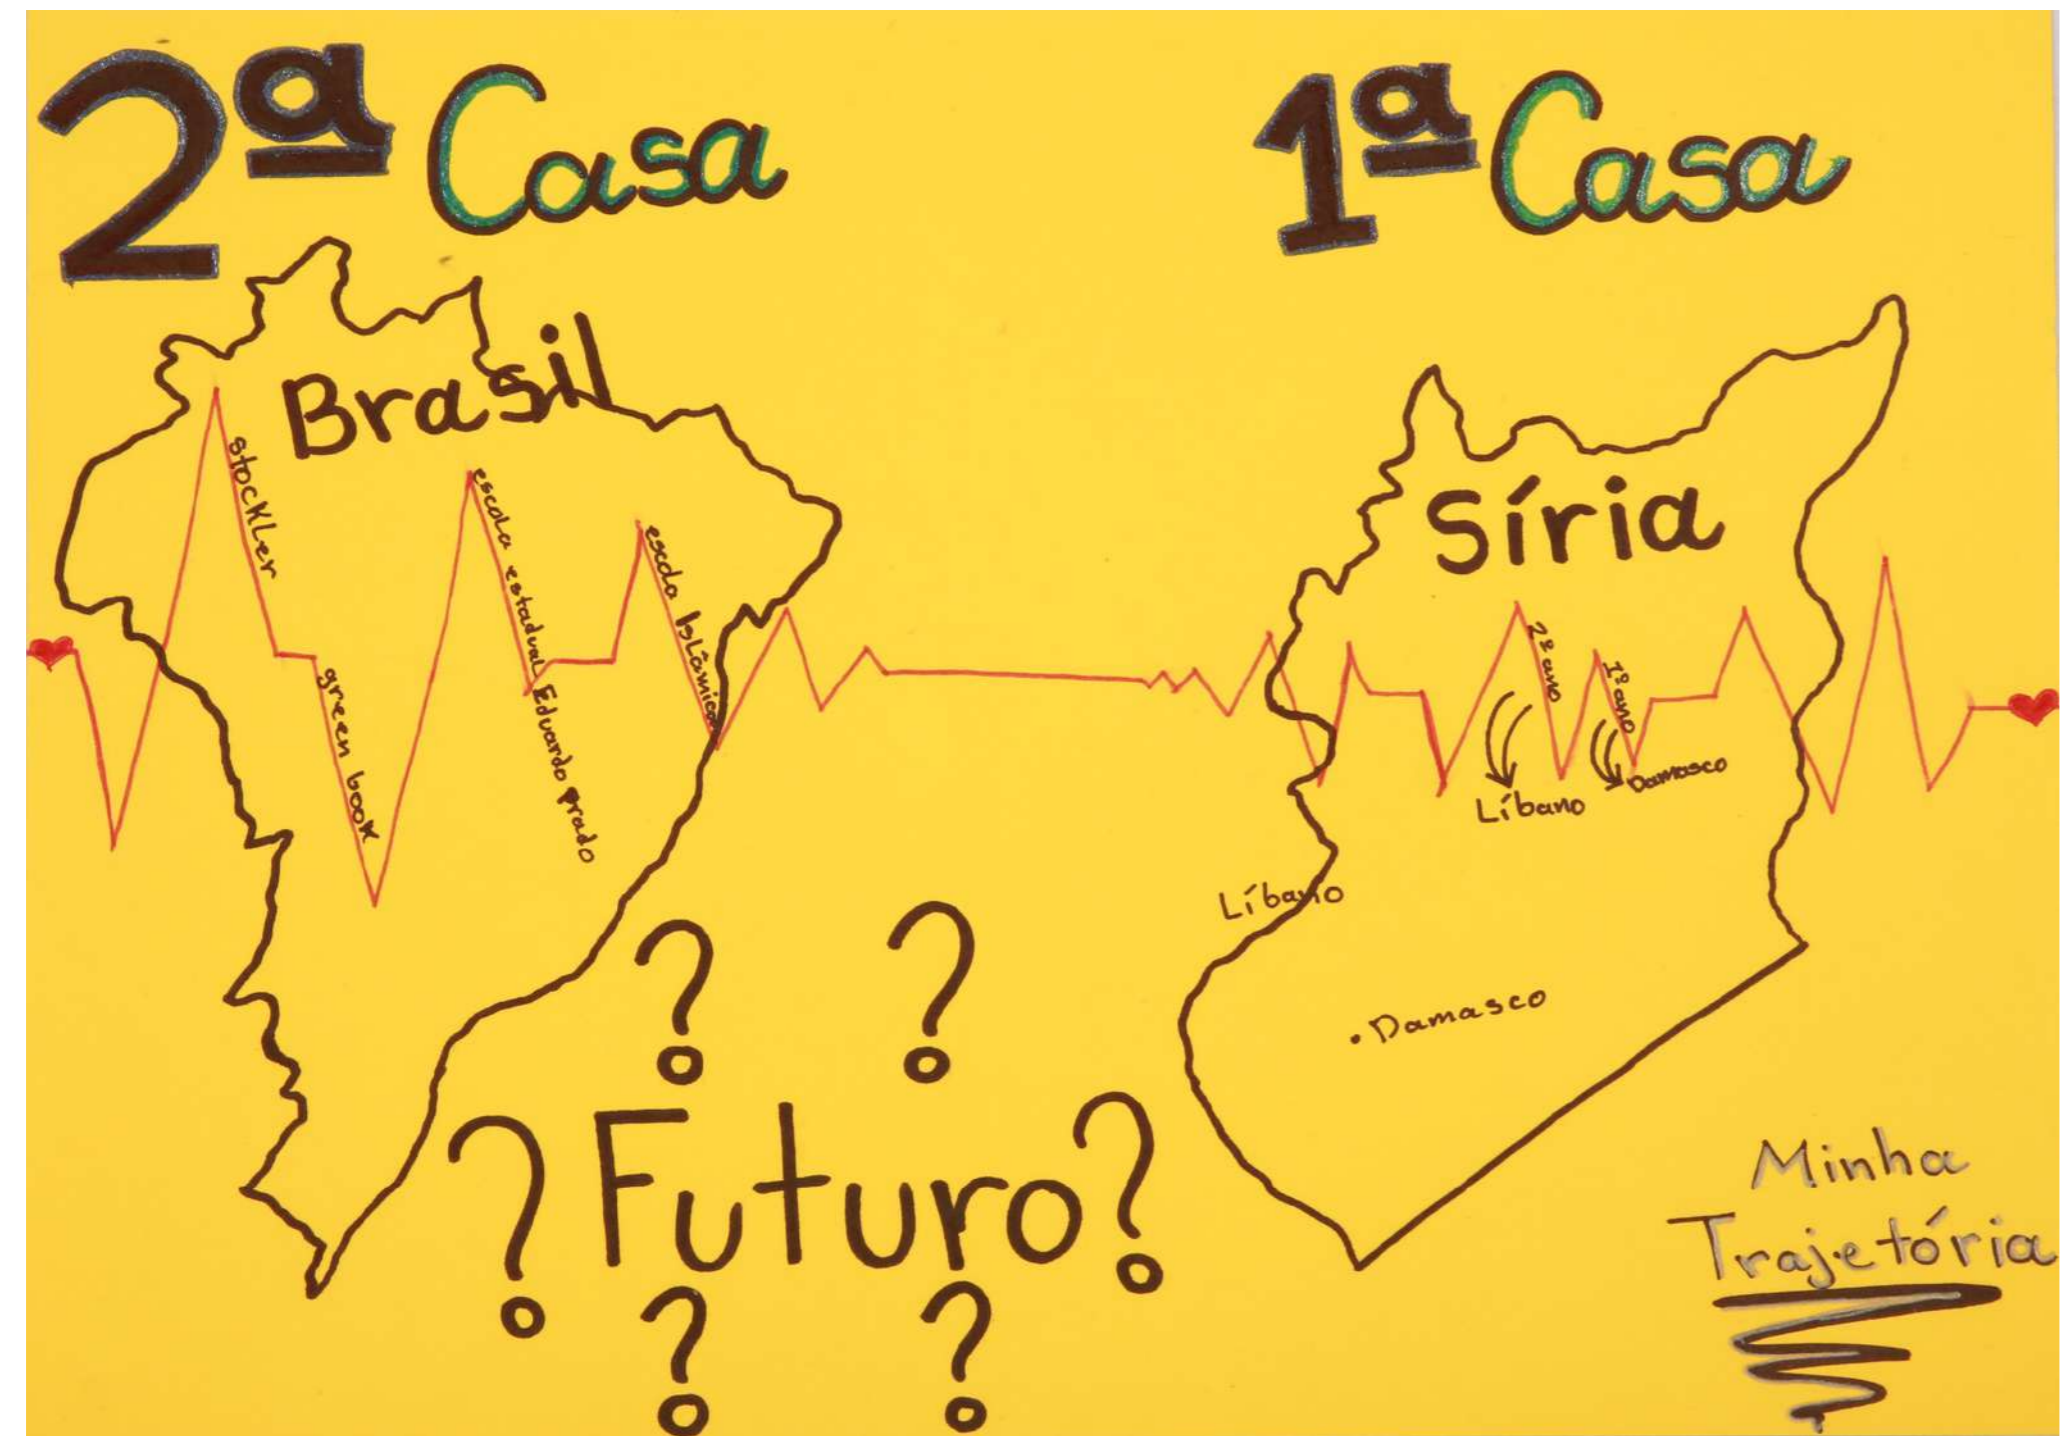 2ª Casa
1ª Casa
Brasil
Síria
stockler
green book
escola estadual Eduardo prado
escola Islâmica
2º ano
1º ano
Líbano
Damasco
Líbano
. Damasco
? ?
? Futuro ?
? ?
Minha
Trajetória